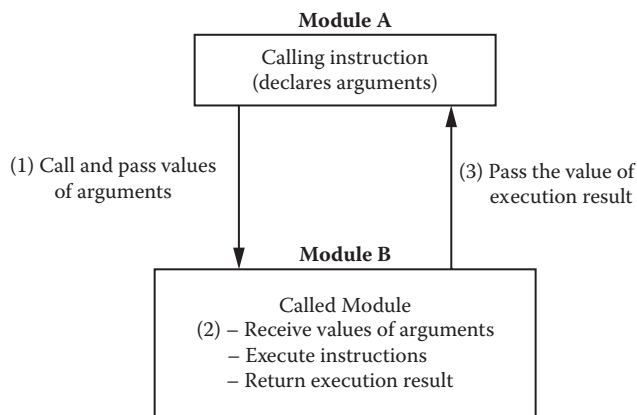 Module A
Calling instruction
(declares arguments)
(1) Call and pass values
of arguments
(3) Pass the value of
execution result
Module B
Called Module
(2) – Receive values of arguments
– Execute instructions
– Return execution result